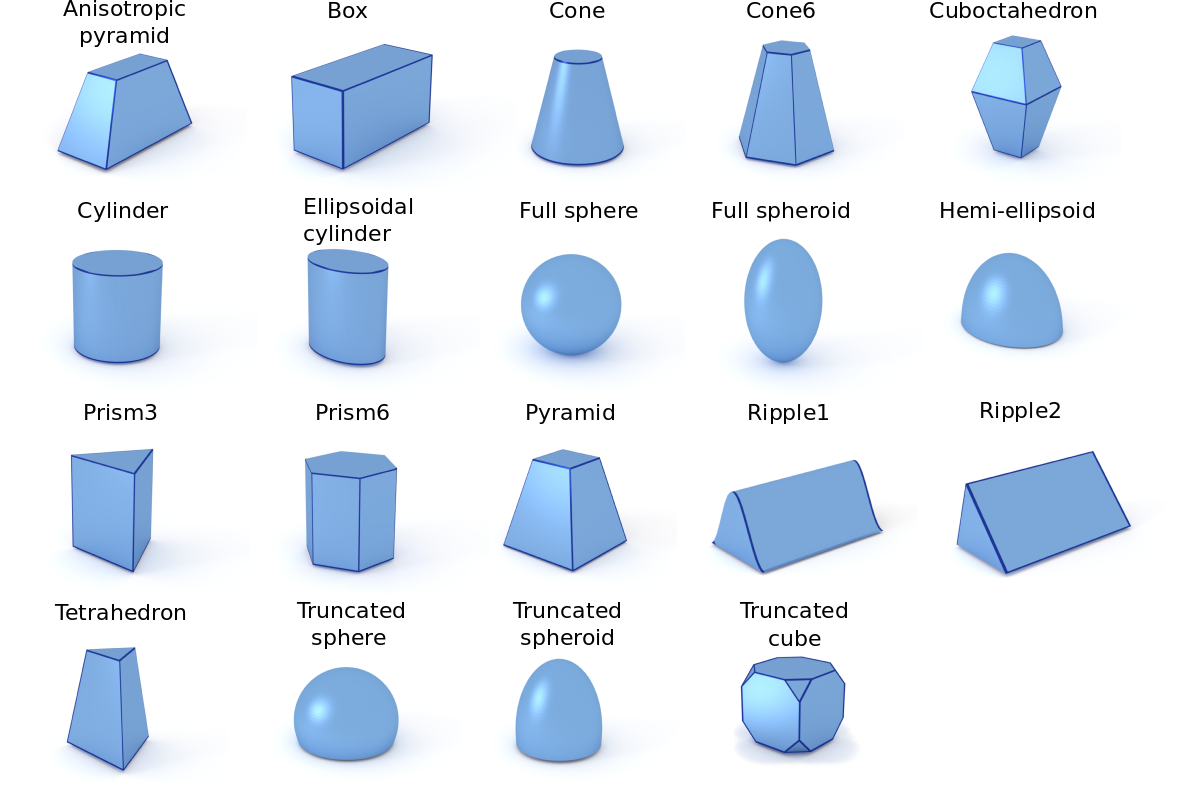 Anisotropic
pyramid
Box
Cone
Cone6
Cuboctahedron
Cylinder
Ellipsoidal
cylinder
Full sphere
Full spheroid
Hemi-ellipsoid
Prism3
Prism6
Pyramid
Ripple1
Ripple2
Tetrahedron
Truncated
sphere
Truncated
spheroid
Truncated
cube